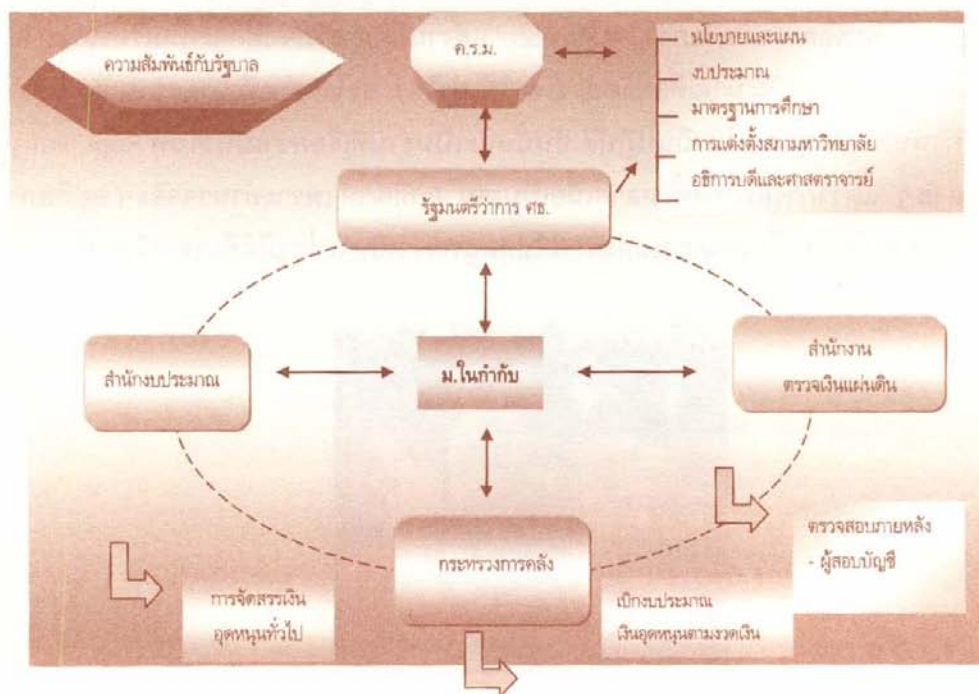 ความสัมพันธ์กับรัฐบาล
ค.ร.ม.
นโยบายและแผน
งบประมาณ
มาตรฐานการศึกษา
การแต่งตั้งสภามหาวิทยาลัย
อธิการบดีและศาสตราจารย์
รัฐมนตรีว่าการ ศธ.
สำนักงบประมาณ
ม.ในกำกับ
สำนักงาน
ตรวจเงินแผ่นดิน
กระทรวงการคลัง
ตรวจสอบภายหลัง
- ผู้สอบบัญชี
การจัดสรรเงิน
อุดหนุนทั่วไป
เบิกงบประมาณ
เงินอุดหนุนตามงวดเงิน